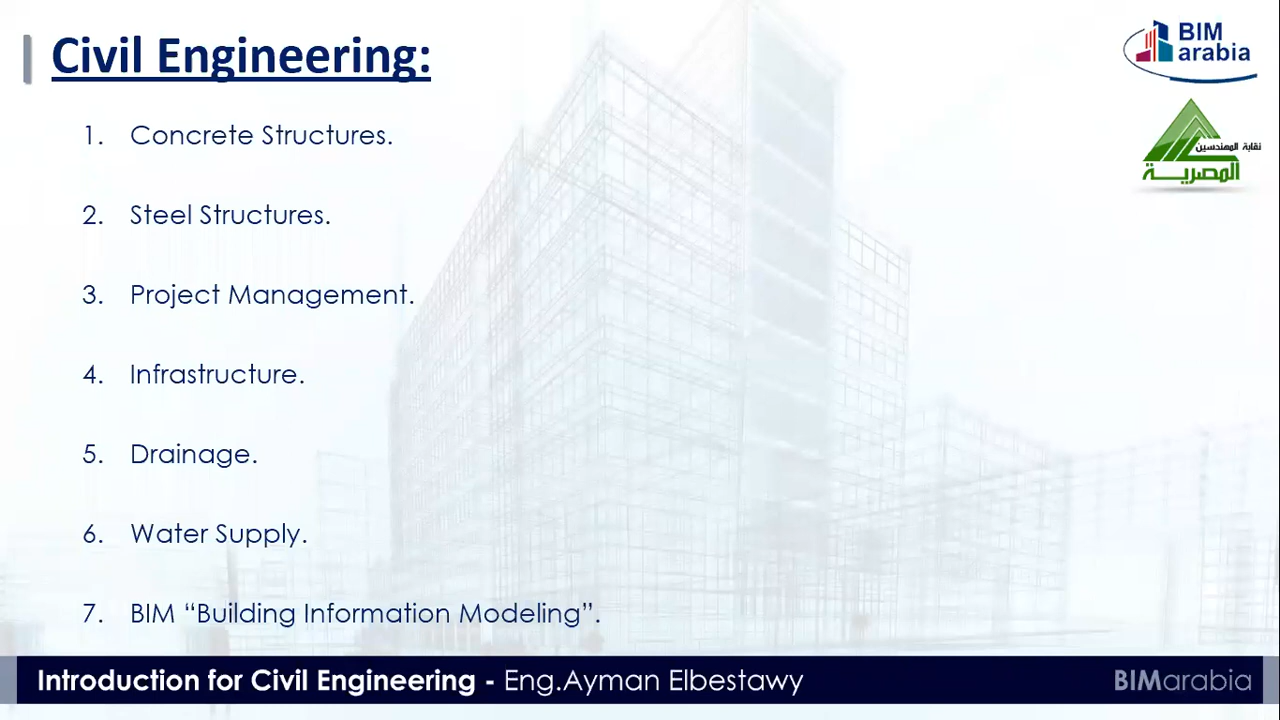 Civil Engineering:
BIM
arabia
1. Concrete Structures.
نقابة المهندسين
المصرية
2. Steel Structures.
3. Project Management.
4. Infrastructure.
5. Drainage.
6. Water Supply.
7. BIM “Building Information Modeling”.
Introduction for Civil Engineering - Eng.Ayman Elbestawy
BIMarabia